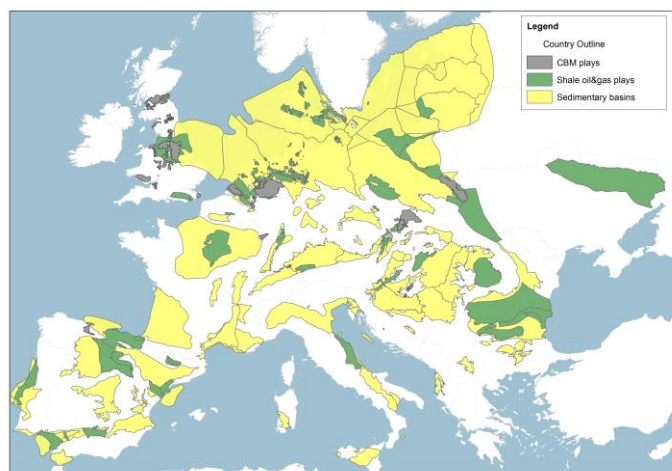 Legend
Country Outline
CBM plays
Shale oil&gas plays
Sedimentary basins